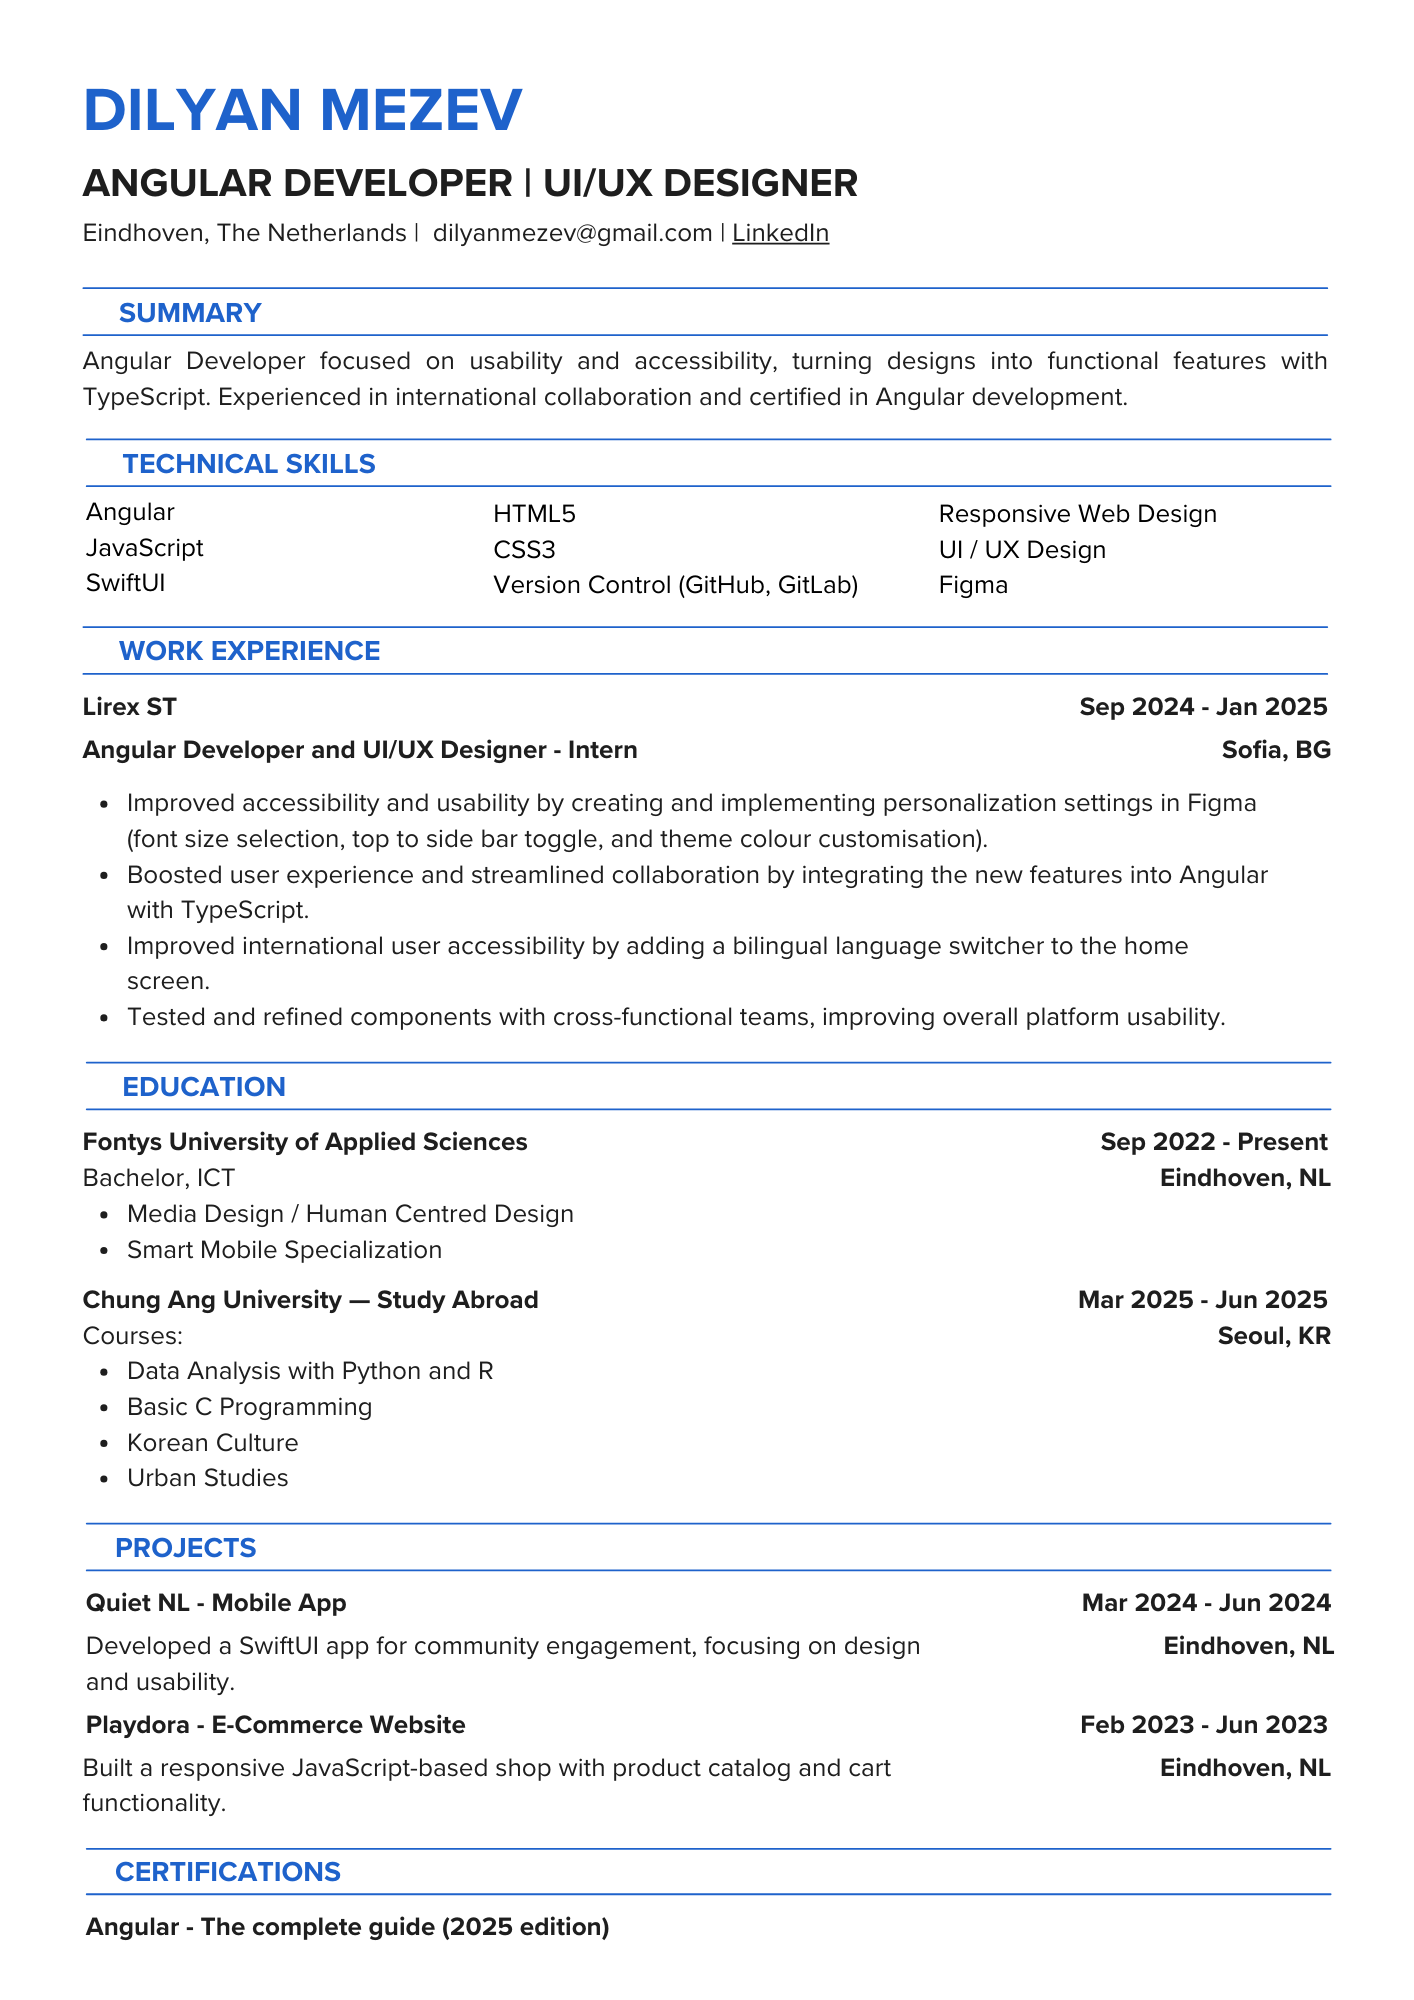 DILYAN MEZEV
ANGULAR DEVELOPER | UI/UX DESIGNER
Eindhoven, The Netherlands | dilyanmezev@gmail.com | LinkedIn
SUMMARY
Angular Developer focused on usability and accessibility, turning designs into functional features with
TypeScript. Experienced in international collaboration and certified in Angular development.
TECHNICAL SKILLS
Angular HTML5 Responsive Web Design
JavaScript CSS3 UI / UX Design
SwiftUI Version Control (GitHub, GitLab) Figma
WORK EXPERIENCE
Lirex ST Sep 2024 - Jan 2025
Angular Developer and UI/UX Designer - Intern Sofia, BG
• Improved accessibility and usability by creating and implementing personalization settings in Figma
(font size selection, top to side bar toggle, and theme colour customisation).
• Boosted user experience and streamlined collaboration by integrating the new features into Angular
with TypeScript.
• Improved international user accessibility by adding a bilingual language switcher to the home
screen.
• Tested and refined components with cross-functional teams, improving overall platform usability.
EDUCATION
Fontys University of Applied Sciences Sep 2022 - Present
Bachelor, ICT Eindhoven, NL
• Media Design / Human Centred Design
• Smart Mobile Specialization
Chung Ang University — Study Abroad Mar 2025 - Jun 2025
Courses: Seoul, KR
• Data Analysis with Python and R
• Basic C Programming
• Korean Culture
• Urban Studies
PROJECTS
Quiet NL - Mobile App Mar 2024 - Jun 2024
Developed a SwiftUI app for community engagement, focusing on design Eindhoven, NL
and usability.
Playdora - E-Commerce Website Feb 2023 - Jun 2023
Built a responsive JavaScript-based shop with product catalog and cart Eindhoven, NL
functionality.
CERTIFICATIONS
Angular - The complete guide (2025 edition)